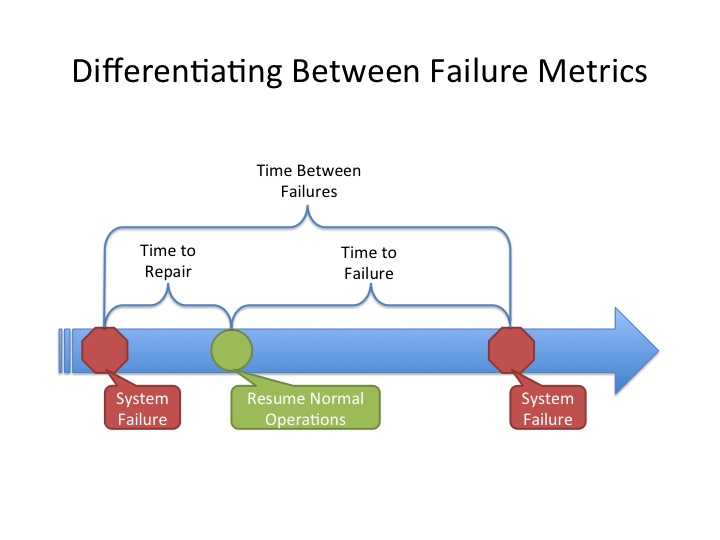 Differentiating Between Failure Metrics
Time Between
Failures
Time to
Repair
Time to
Failure
System
Failure
Resume Normal
Operations
System
Failure